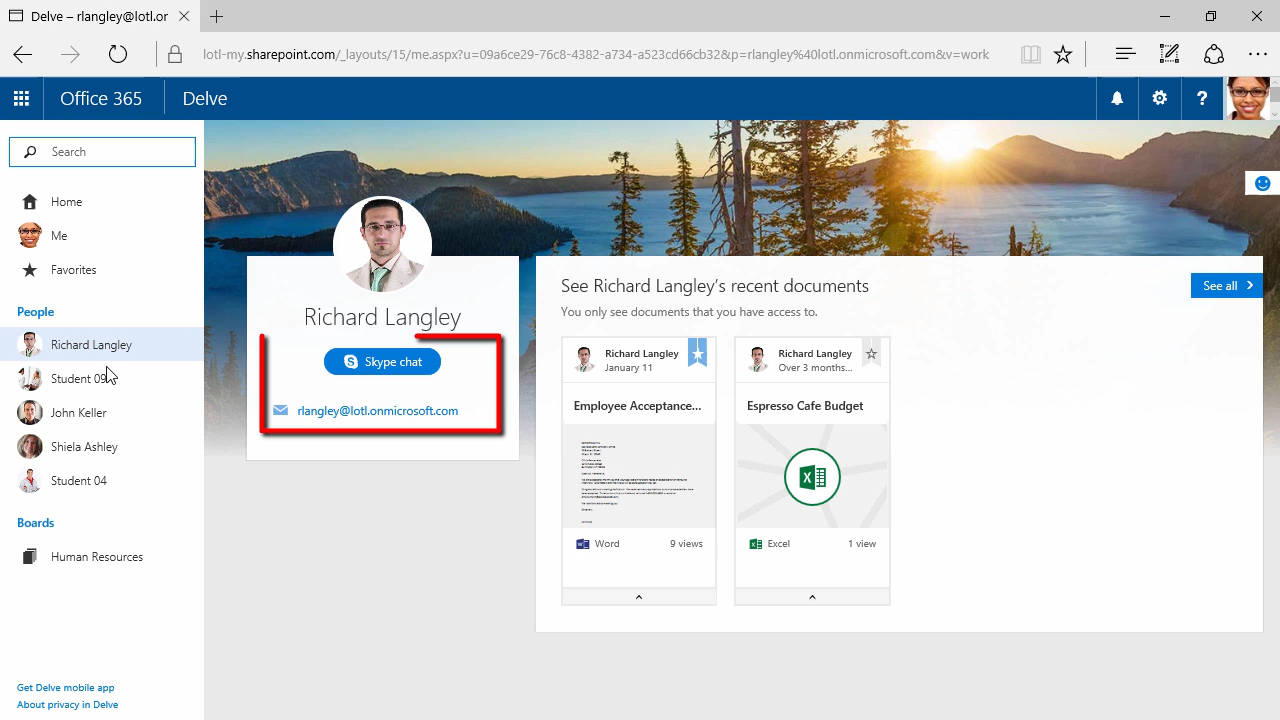 Delve – rlangley@lotl.or
lotl-my.sharepoint.com/_layouts/15/me.aspx?u=09a6ce29-76c8-4382-a734-a523cd66cb32&p=rlangley%40lotl.onmicrosoft.com&v=work
Office 365 Delve ?
Search
Home
Me
Favorites
People
Richard Langley
Student 09
John Keller
Shiela Ashley
Student 04
Boards
Human Resources
Get Delve mobile app
About privacy in Delve
Richard Langley
Skype chat
rlangley@lotl.onmicrosoft.com
See Richard Langley's recent documents
See all
You only see documents that you have access to.
Richard Langley
January 11
Employee Acceptance...
Word 9 views
Richard Langley
Over 3 months...
Espresso Cafe Budget
Excel 1 view